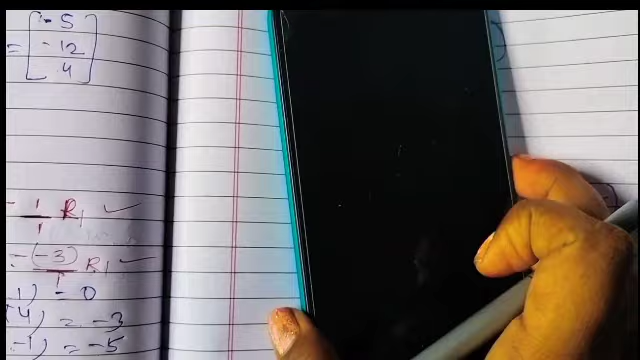 = [-5
-12
4]
- 1/1 R1 ✓
= -(-3)/1 R1 ✓
1) = 0
(4) = -3
-1) = -5